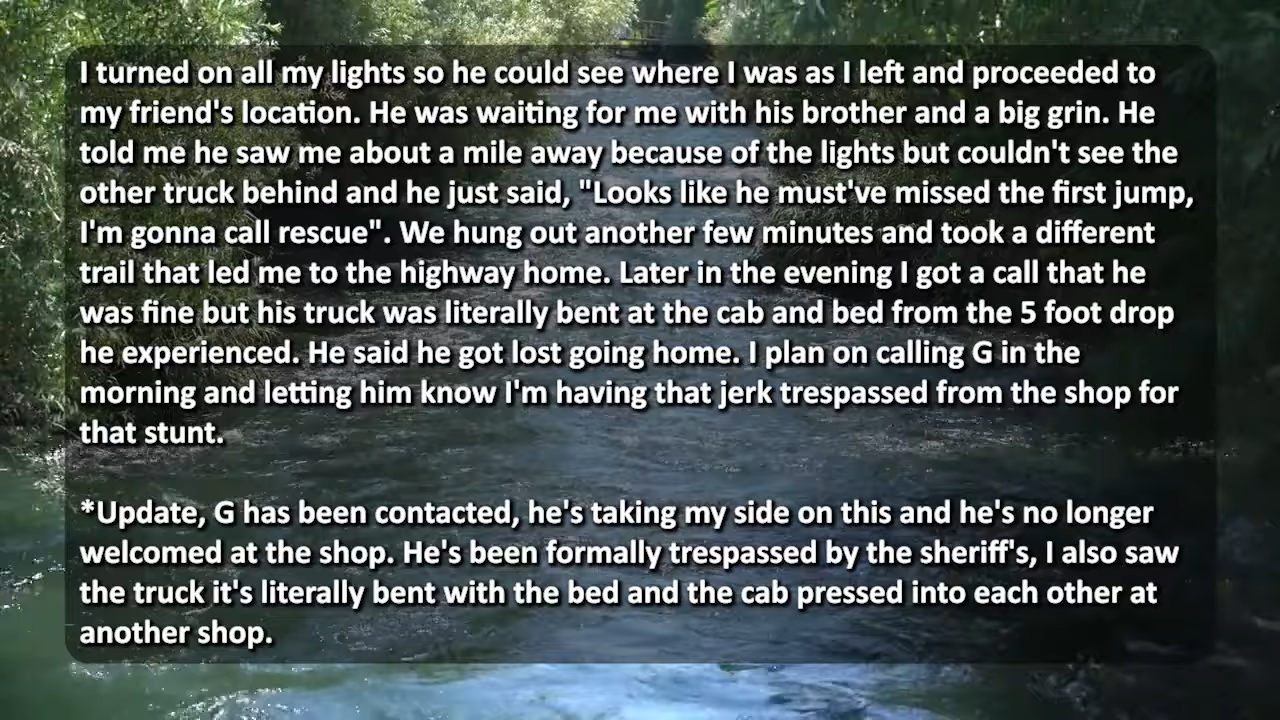 I turned on all my lights so he could see where I was as I left and proceeded to
my friend's location. He was waiting for me with his brother and a big grin. He
told me he saw me about a mile away because of the lights but couldn't see the
other truck behind and he just said, "Looks like he must've missed the first jump,
I'm gonna call rescue". We hung out another few minutes and took a different
trail that led me to the highway home. Later in the evening I got a call that he
was fine but his truck was literally bent at the cab and bed from the 5 foot drop
he experienced. He said he got lost going home. I plan on calling G in the
morning and letting him know I'm having that jerk trespassed from the shop for
that stunt.
*Update, G has been contacted, he's taking my side on this and he's no longer
welcomed at the shop. He's been formally trespassed by the sheriff's, I also saw
the truck it's literally bent with the bed and the cab pressed into each other at
another shop.